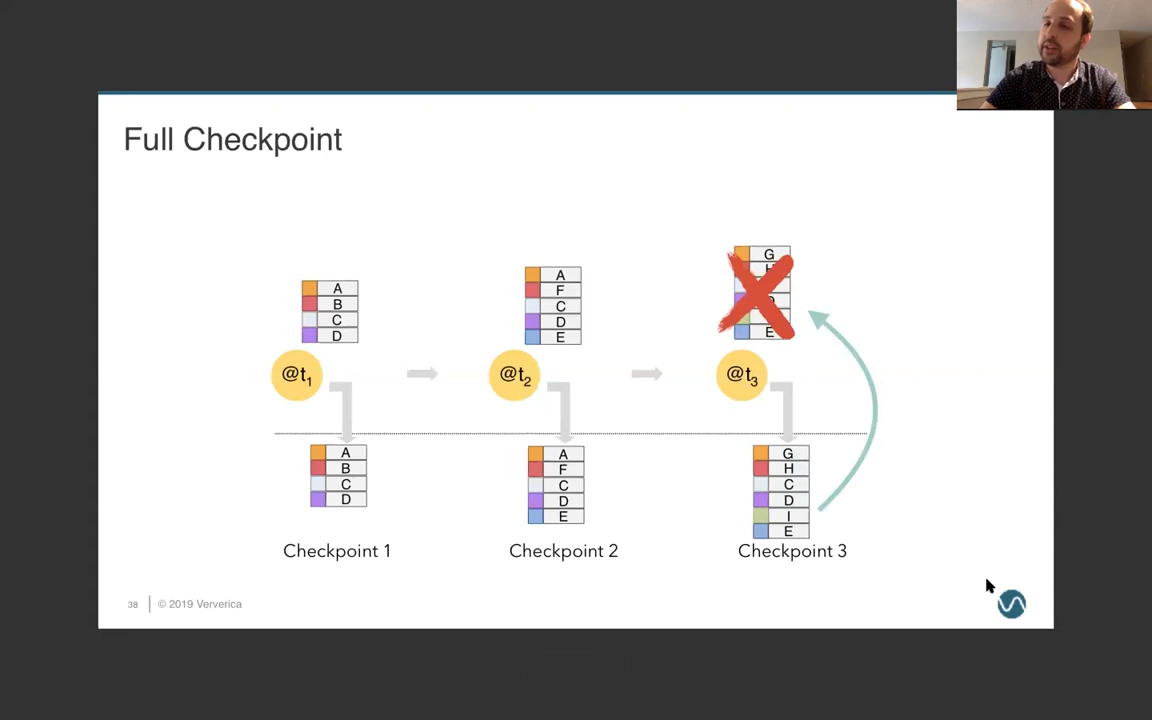 Full Checkpoint
A
B
C
D
@t1
A
F
C
D
E
@t2
G
H
E
@t3
A
B
C
D
Checkpoint 1
A
F
C
D
E
Checkpoint 2
G
H
C
D
I
E
Checkpoint 3
38
© 2019 Ververica